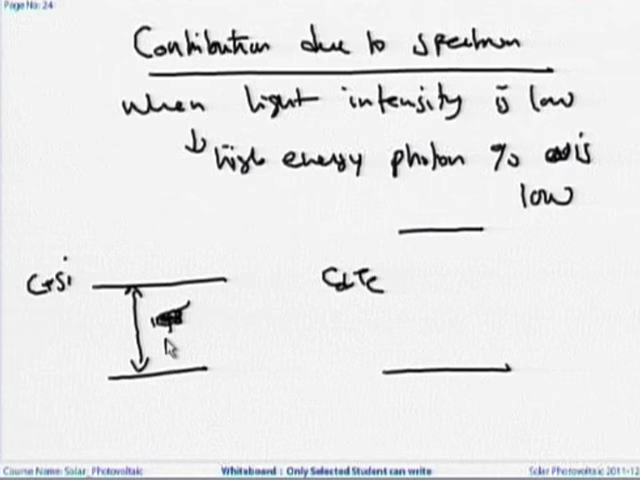 Page No: 24
Contribution due to spectrum
when light intensity is low
↓ high energy photon % is
low
C-Si CdTe
Course Name: Solar_Photovoltaic Whiteboard : Only Selected Student can write Solar Photovoltaic 2011-12